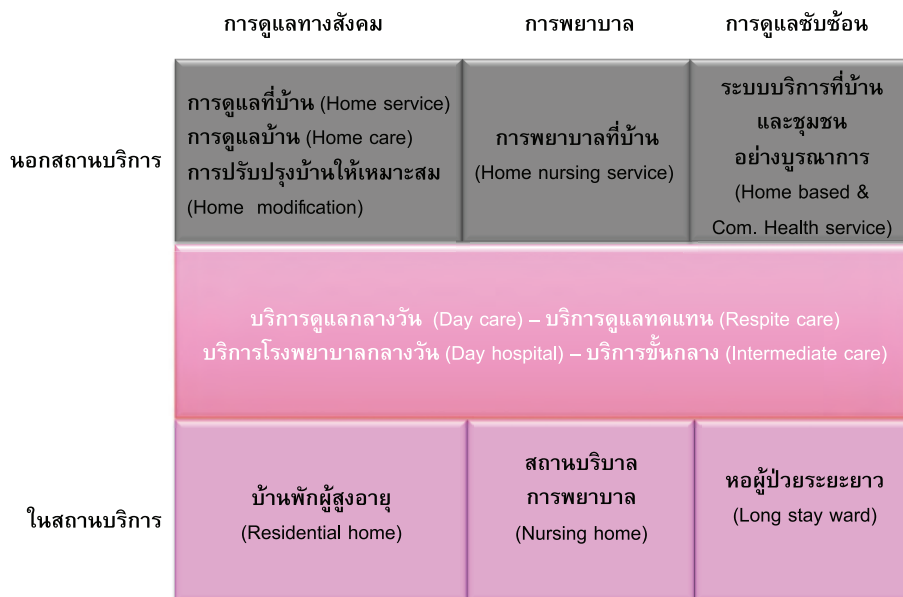 การดูแลทางสังคม
การพยาบาล
การดูแลซับซ้อน
นอกสถานบริการ
การดูแลที่บ้าน (Home service)
การดูแลบ้าน (Home care)
การปรับปรุงบ้านให้เหมาะสม
(Home modification)
การพยาบาลที่บ้าน
(Home nursing service)
ระบบบริการที่บ้าน
และชุมชน
อย่างบูรณาการ
(Home based &
Com. Health service)
บริการดูแลกลางวัน (Day care) – บริการดูแลทดแทน (Respite care)
บริการโรงพยาบาลกลางวัน (Day hospital) – บริการขั้นกลาง (Intermediate care)
ในสถานบริการ
บ้านพักผู้สูงอายุ
(Residential home)
สถานบริบาล
การพยาบาล
(Nursing home)
หอผู้ป่วยระยะยาว
(Long stay ward)